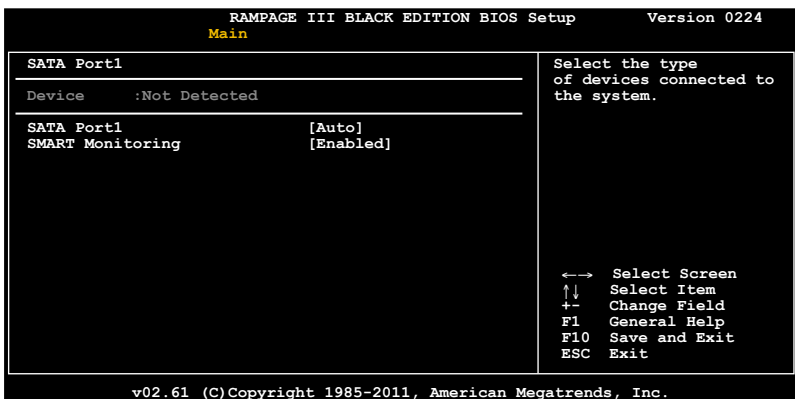 RAMPAGE III BLACK EDITION BIOS Setup Version 0224
Main
SATA Port1
Device :Not Detected
SATA Port1 [Auto]
SMART Monitoring [Enabled]
Select the type
of devices connected to
the system.
←→ Select Screen
↑↓ Select Item
+- Change Field
F1 General Help
F10 Save and Exit
ESC Exit
v02.61 (C)Copyright 1985-2011, American Megatrends, Inc.